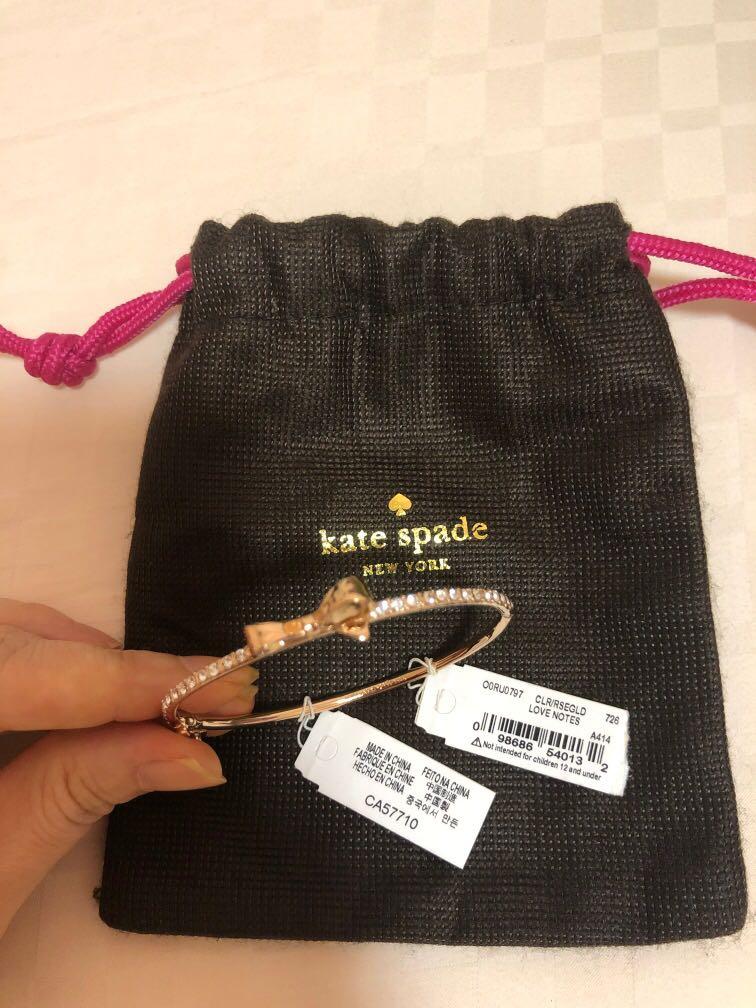 kate spade
NEW YORK
O0RU0797 CLR/RSEGLD 726
LOVE NOTES
A414
0 98686 54013 2
Not intended for children 12 and under
MADE IN CHINA FEITO NA CHINA
FABRIQUE EN CHINE 中国制造
HECHO EN CHINA 中國製
중국에서 만든
CA57710